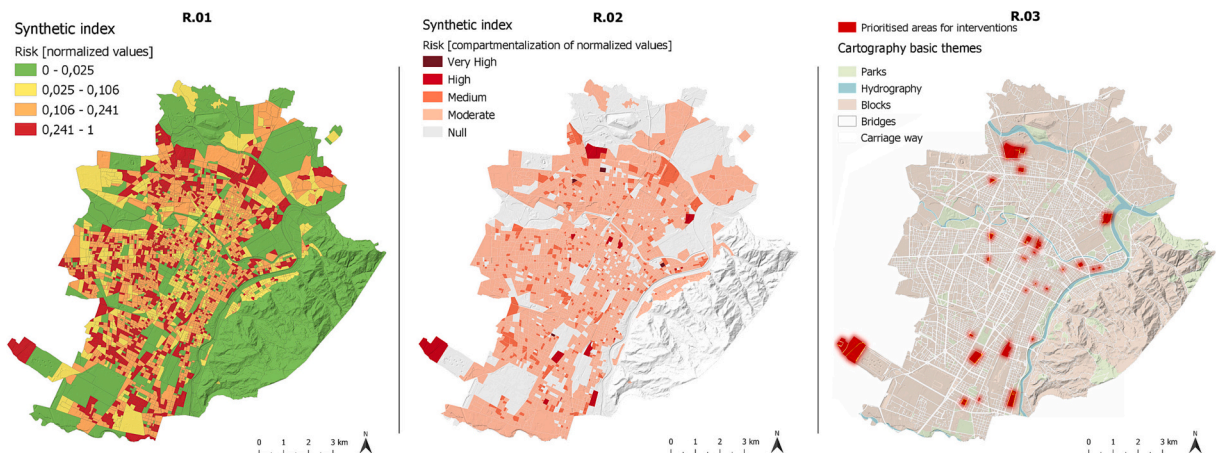 R.01
Synthetic index
Risk [normalized values]
0 - 0,025
0,025 - 0,106
0,106 - 0,241
0,241 - 1
0 1 2 3 km
N
R.02
Synthetic index
Risk [compartmentalization of normalized values]
Very High
High
Medium
Moderate
Null
0 1 2 3 km
N
R.03
Prioritised areas for interventions
Cartography basic themes
Parks
Hydrography
Blocks
Bridges
Carriage way
0 1 2 3 km
N